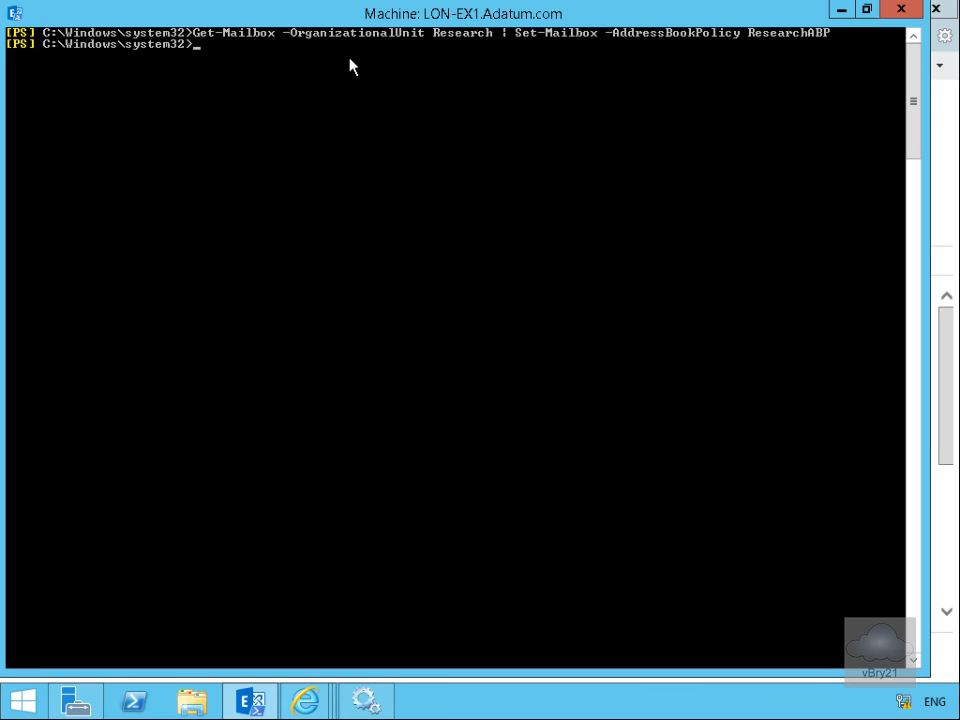 Machine: LON-EX1.Adatum.com
[PS] C:\Windows\system32>Get-Mailbox -OrganizationalUnit Research | Set-Mailbox -AddressBookPolicy ResearchABP
[PS] C:\Windows\system32>_
vBry21
ENG